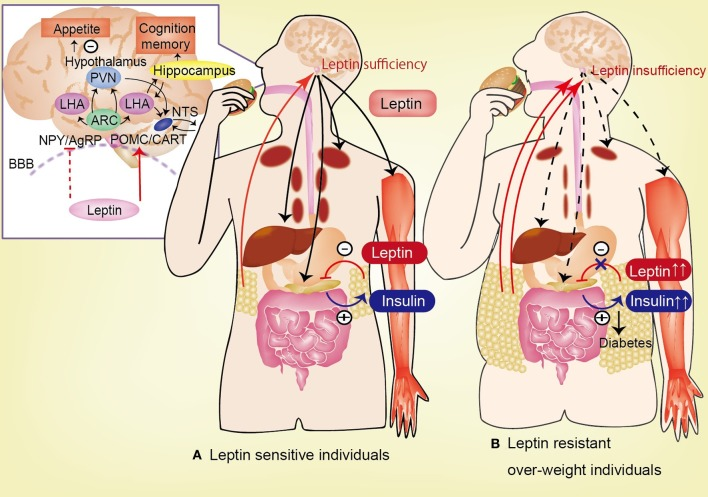 Appetite
Cognition
memory
Hypothalamus
PVN
Hippocampus
LHA
LHA
NTS
ARC
NPY/AgRP
POMC/CART
BBB
Leptin
Leptin sufficiency
Leptin
Leptin
Insulin
A Leptin sensitive individuals
Leptin insufficiency
Leptin↑↑
Insulin↑↑
Diabetes
B Leptin resistant
over-weight individuals